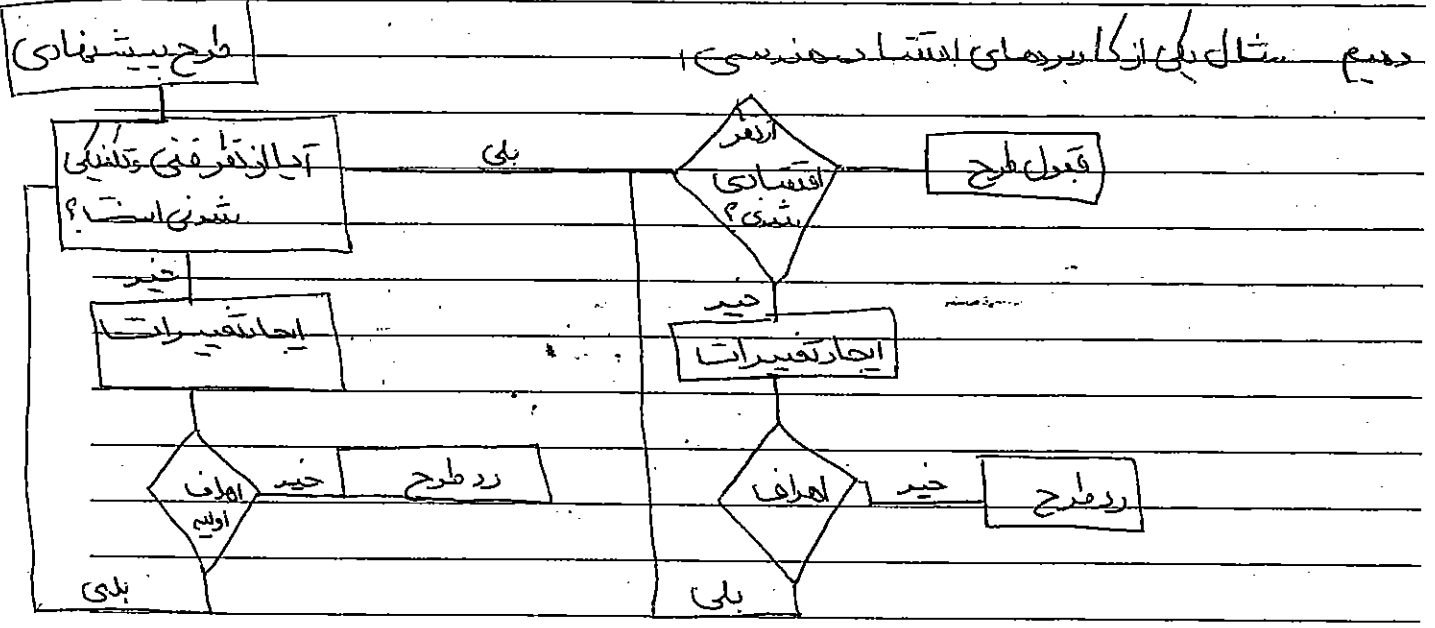 دهیم مثال یکی از کاربردهای اقتصاد مهندسی:
طرح پیشنهادی
آیا از نظر فنی و تکنیکی
شدنی است؟
بلی
از نظر
اقتصادی
شدنی؟
قبول طرح
خیر
ایجاد تغییرات
خیر
ایجاد تغییرات
اهداف
اولیه
خیر
رد طرح
اهداف
خیر
رد طرح
بلی
بلی